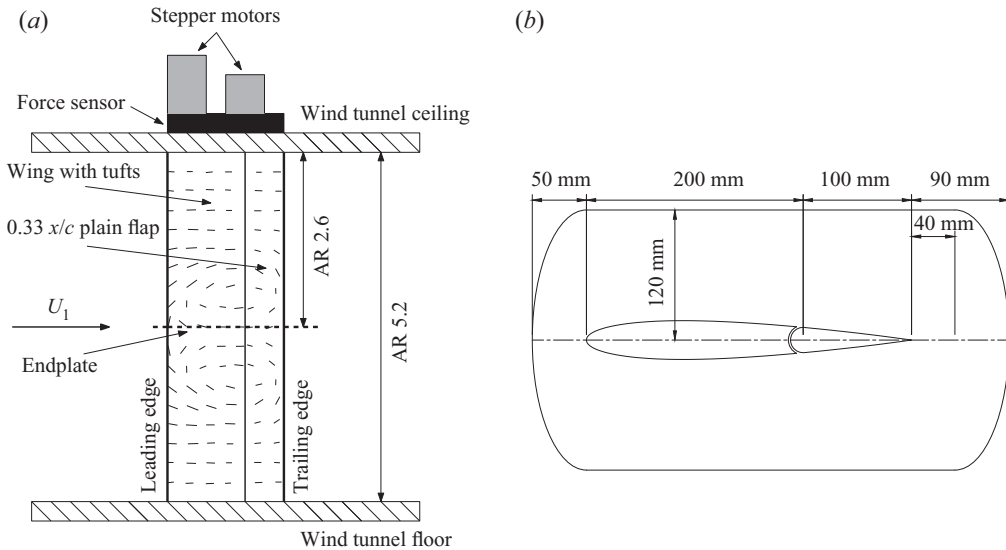 (a)
Stepper motors
Force sensor
Wind tunnel ceiling
Wing with tufts
0.33 x/c plain flap
AR 2.6
U1
AR 5.2
Endplate
Leading edge
Trailing edge
Wind tunnel floor
(b)
50 mm
200 mm
100 mm
90 mm
40 mm
120 mm